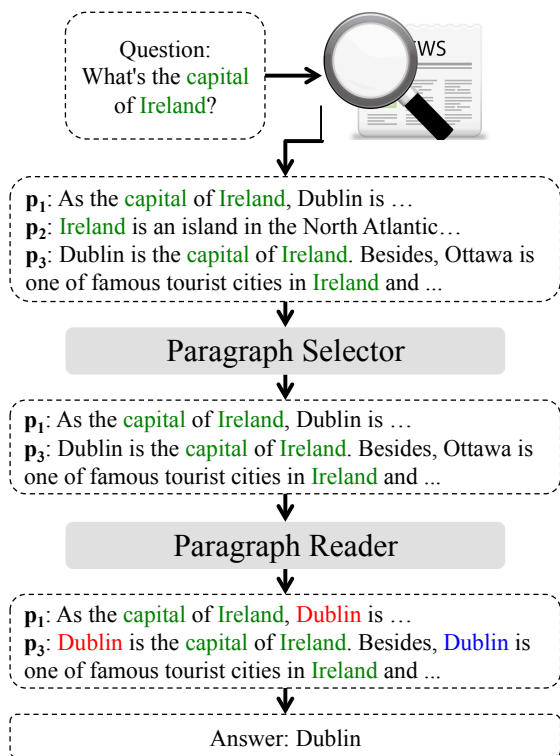 Question:
What's the capital
of Ireland?
WS
p1: As the capital of Ireland, Dublin is …
p2: Ireland is an island in the North Atlantic…
p3: Dublin is the capital of Ireland. Besides, Ottawa is
one of famous tourist cities in Ireland and ...
Paragraph Selector
p1: As the capital of Ireland, Dublin is …
p3: Dublin is the capital of Ireland. Besides, Ottawa is
one of famous tourist cities in Ireland and ...
Paragraph Reader
p1: As the capital of Ireland, Dublin is …
p3: Dublin is the capital of Ireland. Besides, Dublin is
one of famous tourist cities in Ireland and ...
Answer: Dublin